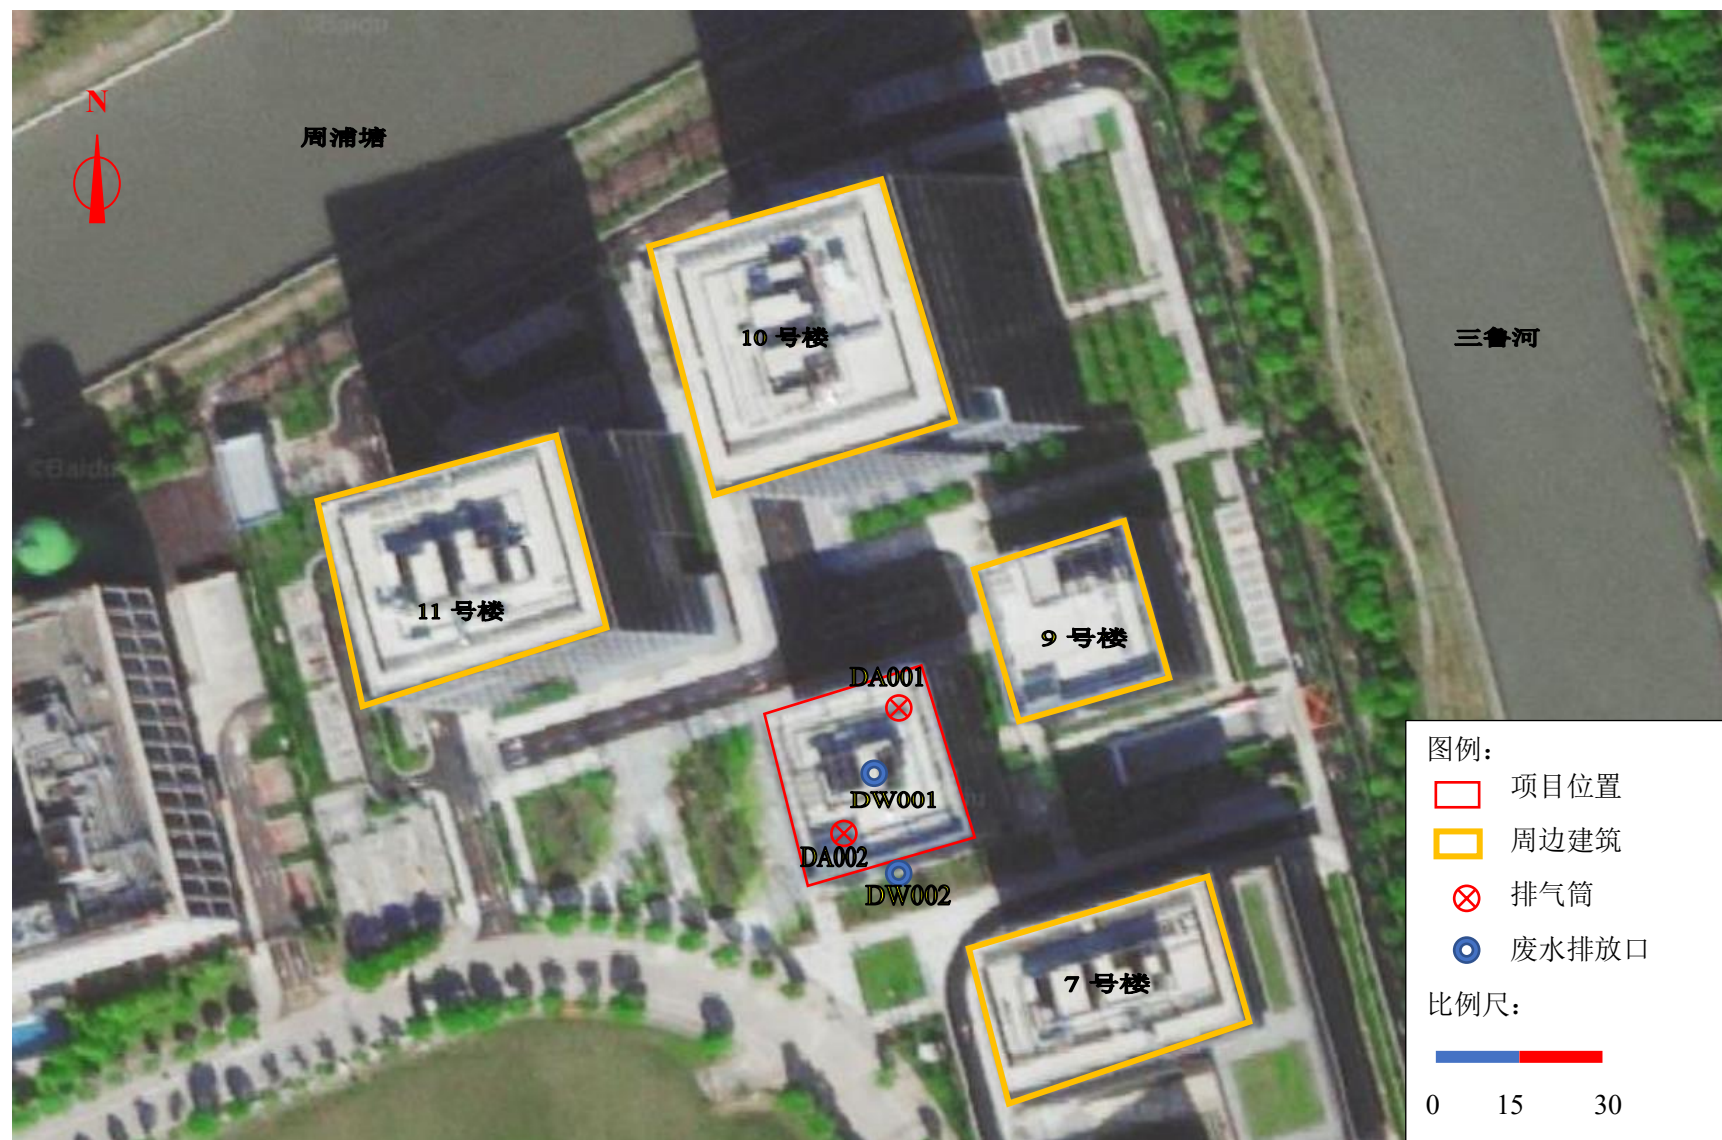 ©Baidu
N
周浦塘
10 号楼
三鲁河
©Baidu
11 号楼
9 号楼
DA001
DW001
DA002
DW002
7 号楼
图例：
项目位置
周边建筑
排气筒
废水排放口
比例尺：
0 15 30